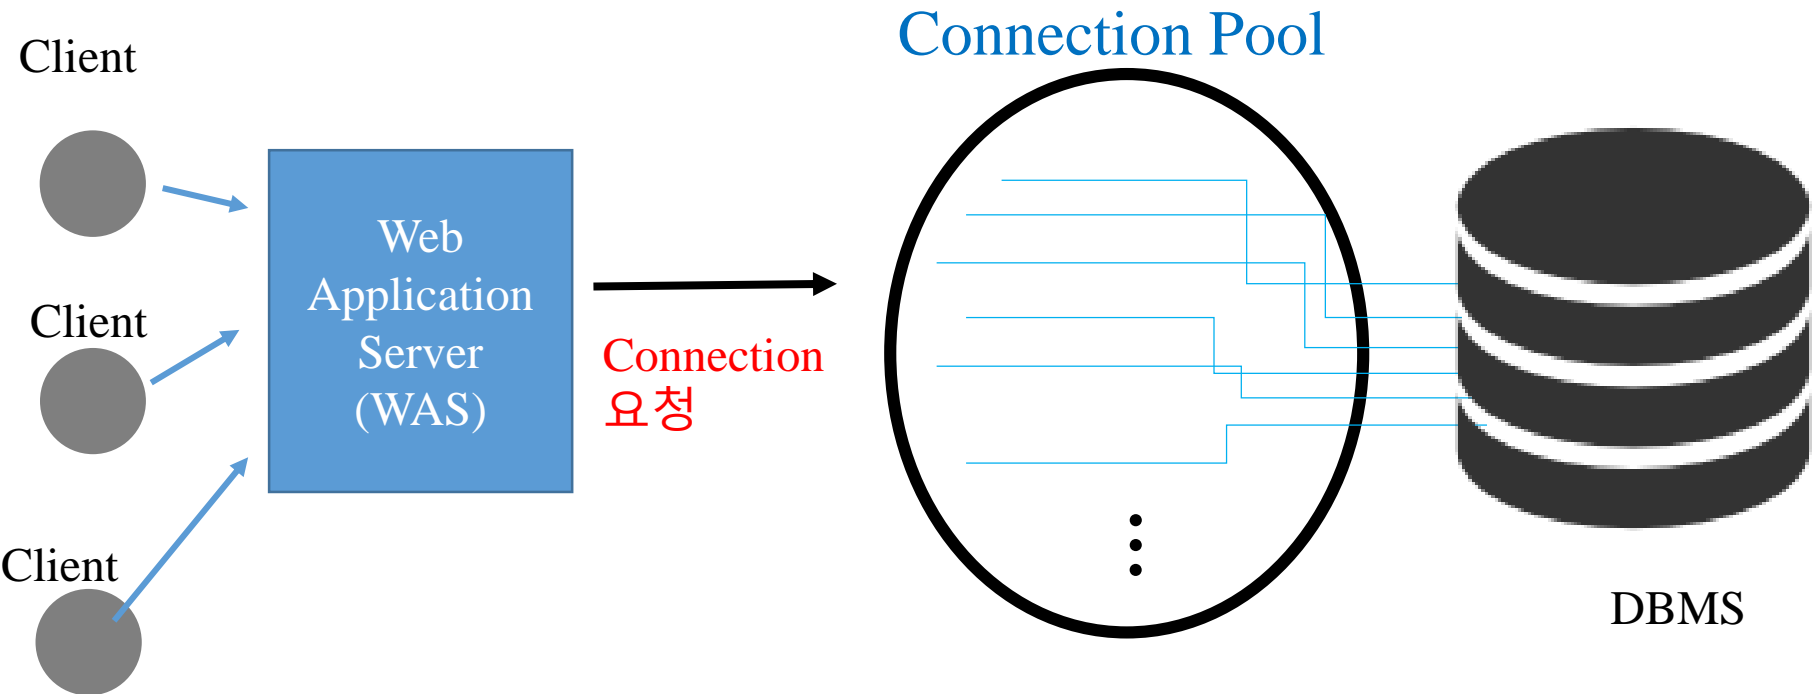 Connection Pool
Client
Client
Client
Web
Application
Server
(WAS)
Connection
요청
DBMS